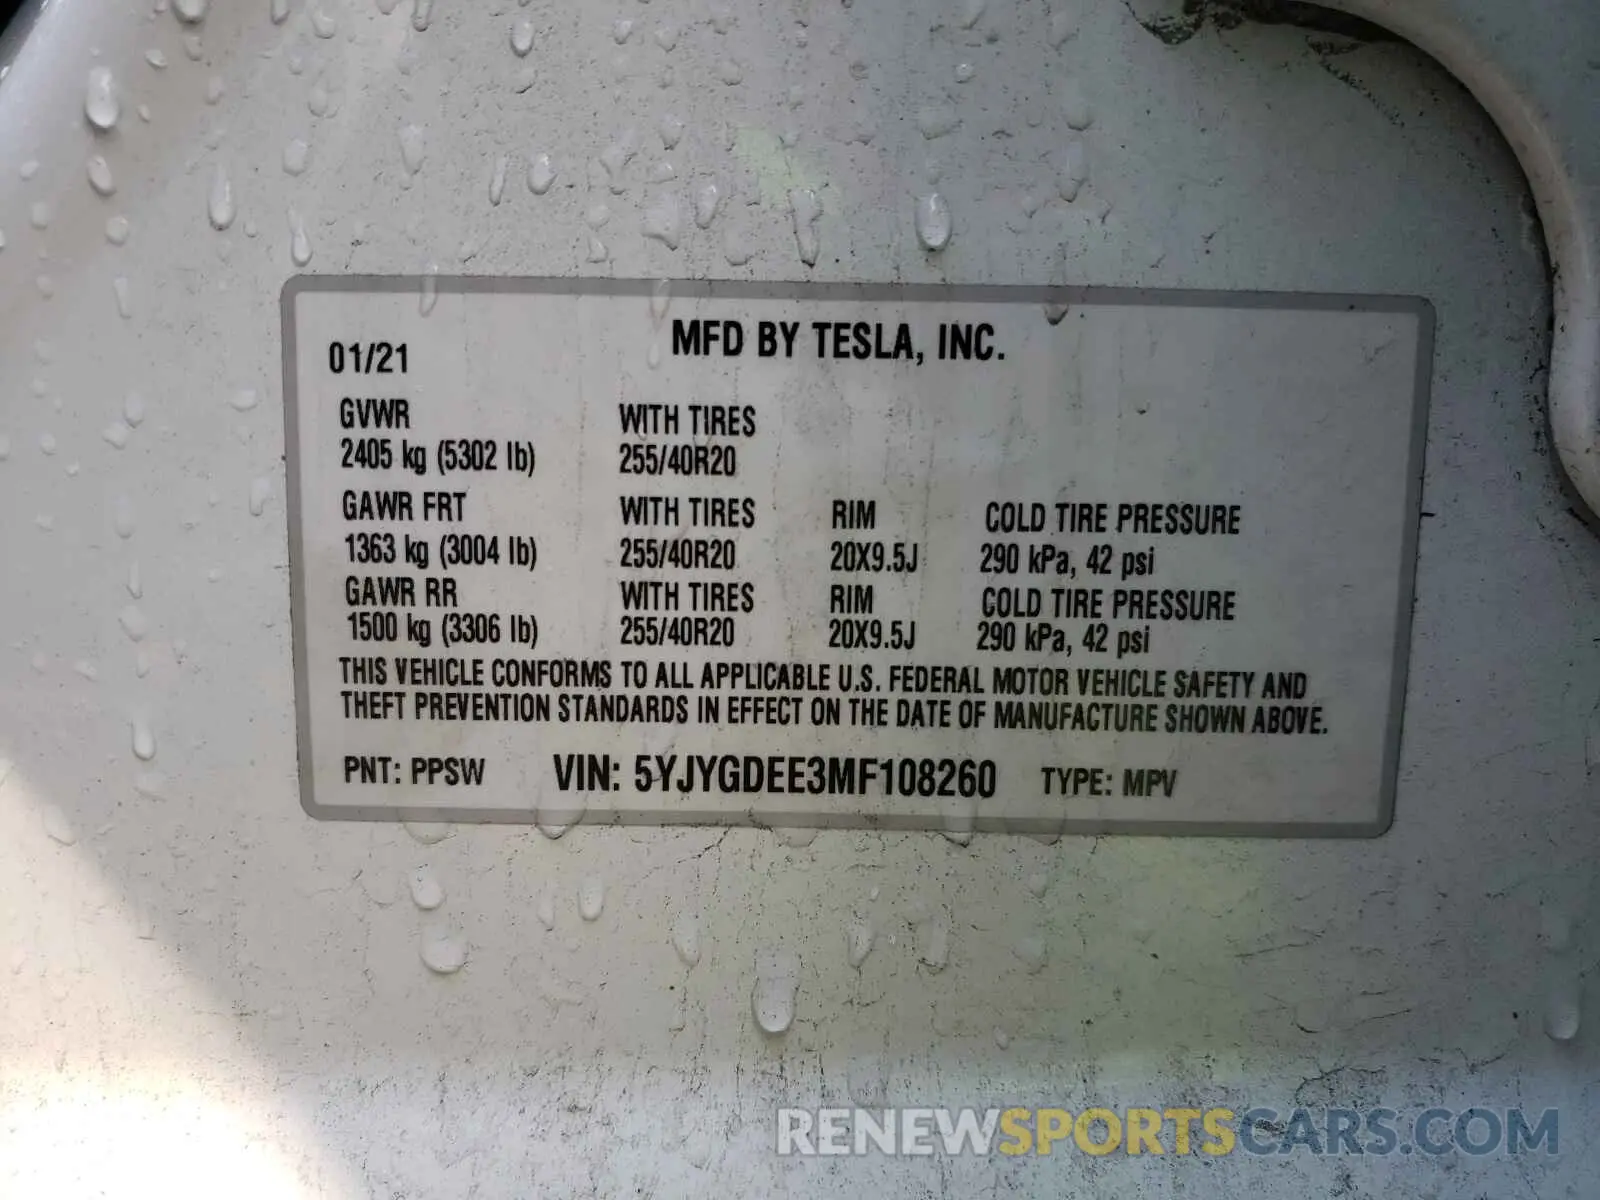 MFD BY TESLA, INC.
01/21
GVWR WITH TIRES
2405 kg (5302 lb) 255/40R20
GAWR FRT WITH TIRES RIM COLD TIRE PRESSURE
1363 kg (3004 lb) 255/40R20 20X9.5J 290 kPa, 42 psi
GAWR RR WITH TIRES RIM COLD TIRE PRESSURE
1500 kg (3306 lb) 255/40R20 20X9.5J 290 kPa, 42 psi
THIS VEHICLE CONFORMS TO ALL APPLICABLE U.S. FEDERAL MOTOR VEHICLE SAFETY AND
THEFT PREVENTION STANDARDS IN EFFECT ON THE DATE OF MANUFACTURE SHOWN ABOVE.
PNT: PPSW VIN: 5YJYGDEE3MF108260 TYPE: MPV
RENEWSPORTSCARS.COM